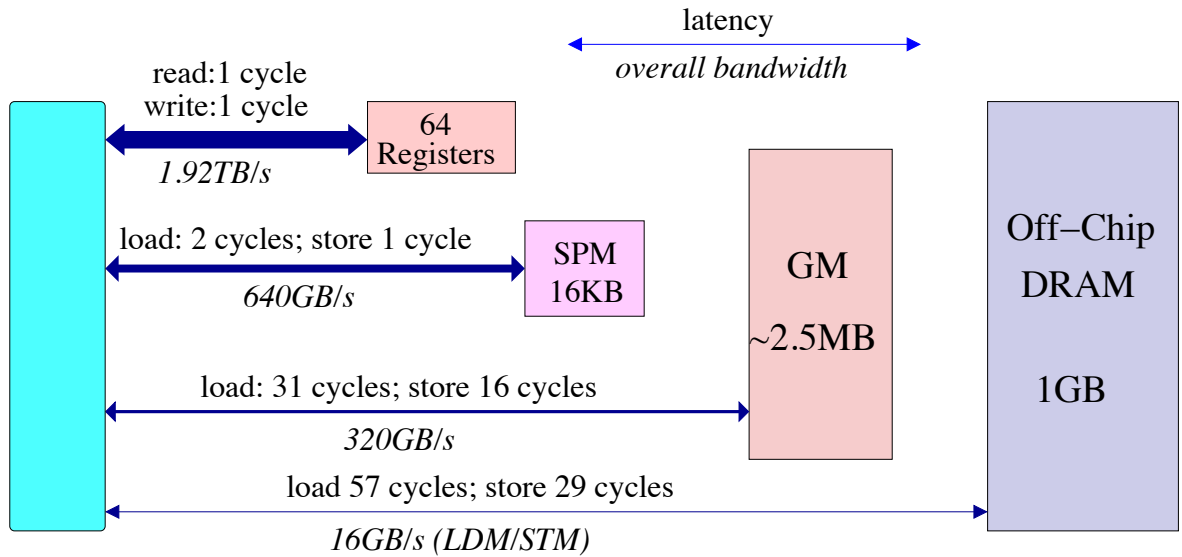 latency
overall bandwidth
read:1 cycle
write:1 cycle
1.92TB/s
64
Registers
load: 2 cycles; store 1 cycle
640GB/s
SPM
16KB
GM
~2.5MB
Off−Chip
DRAM
1GB
load: 31 cycles; store 16 cycles
320GB/s
load 57 cycles; store 29 cycles
16GB/s (LDM/STM)